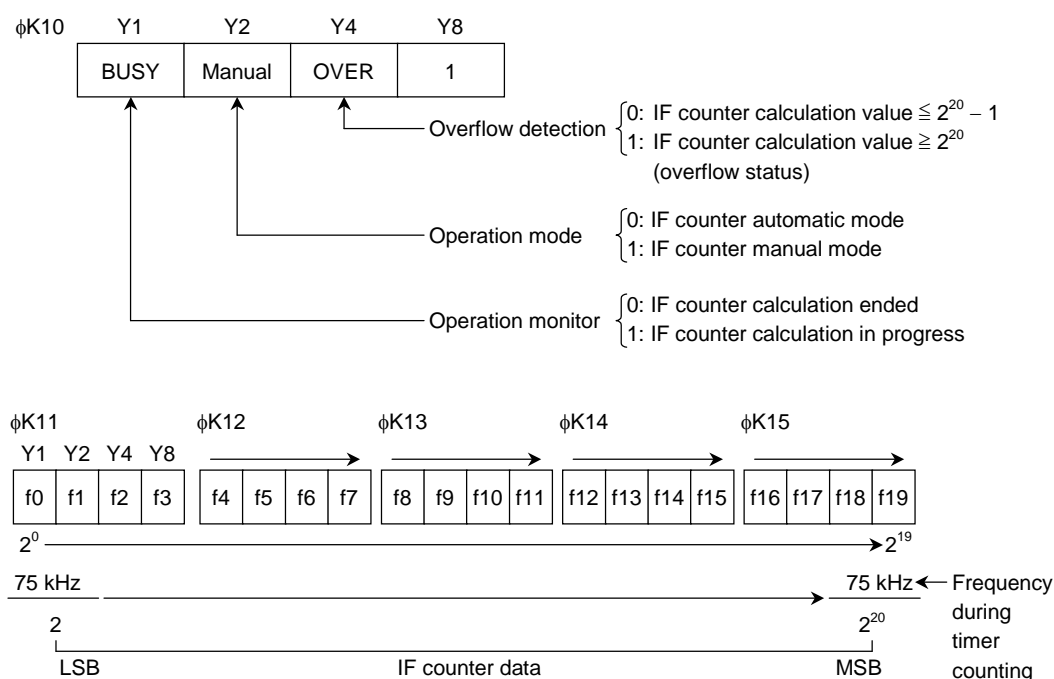 ϕK10 Y1 Y2 Y4 Y8
BUSY Manual OVER 1
Overflow detection 0: IF counter calculation value ≦ 2^20 − 1
1: IF counter calculation value ≧ 2^20
(overflow status)
Operation mode 0: IF counter automatic mode
1: IF counter manual mode
Operation monitor 0: IF counter calculation ended
1: IF counter calculation in progress
ϕK11 ϕK12 ϕK13 ϕK14 ϕK15
Y1 Y2 Y4 Y8
f0 f1 f2 f3 f4 f5 f6 f7 f8 f9 f10 f11 f12 f13 f14 f15 f16 f17 f18 f19
2^0 2^19
75 kHz 75 kHz Frequency
during
2 2^20 timer
LSB IF counter data MSB counting